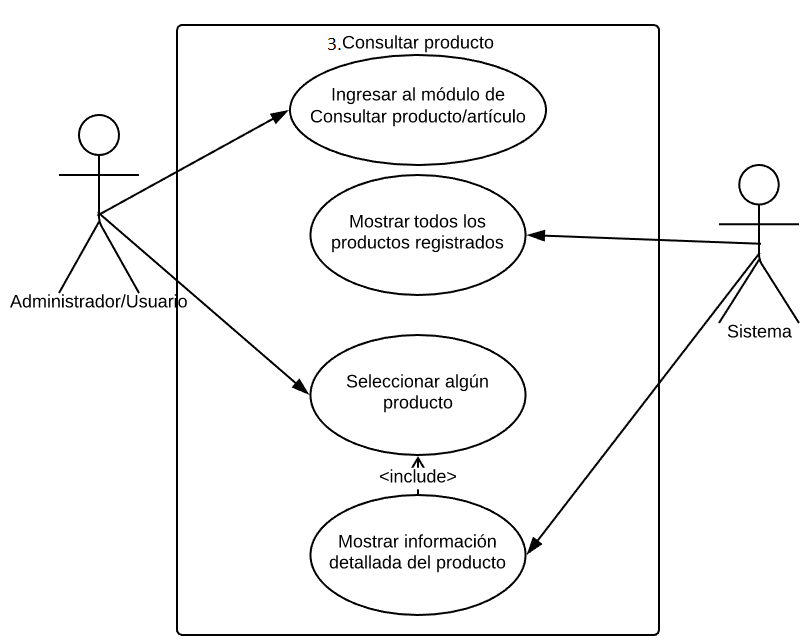 3.Consultar producto
Ingresar al módulo de
Consultar producto/artículo
Mostrar todos los
productos registrados
Administrador/Usuario
Sistema
Seleccionar algún
producto
<include>
Mostrar información
detallada del producto